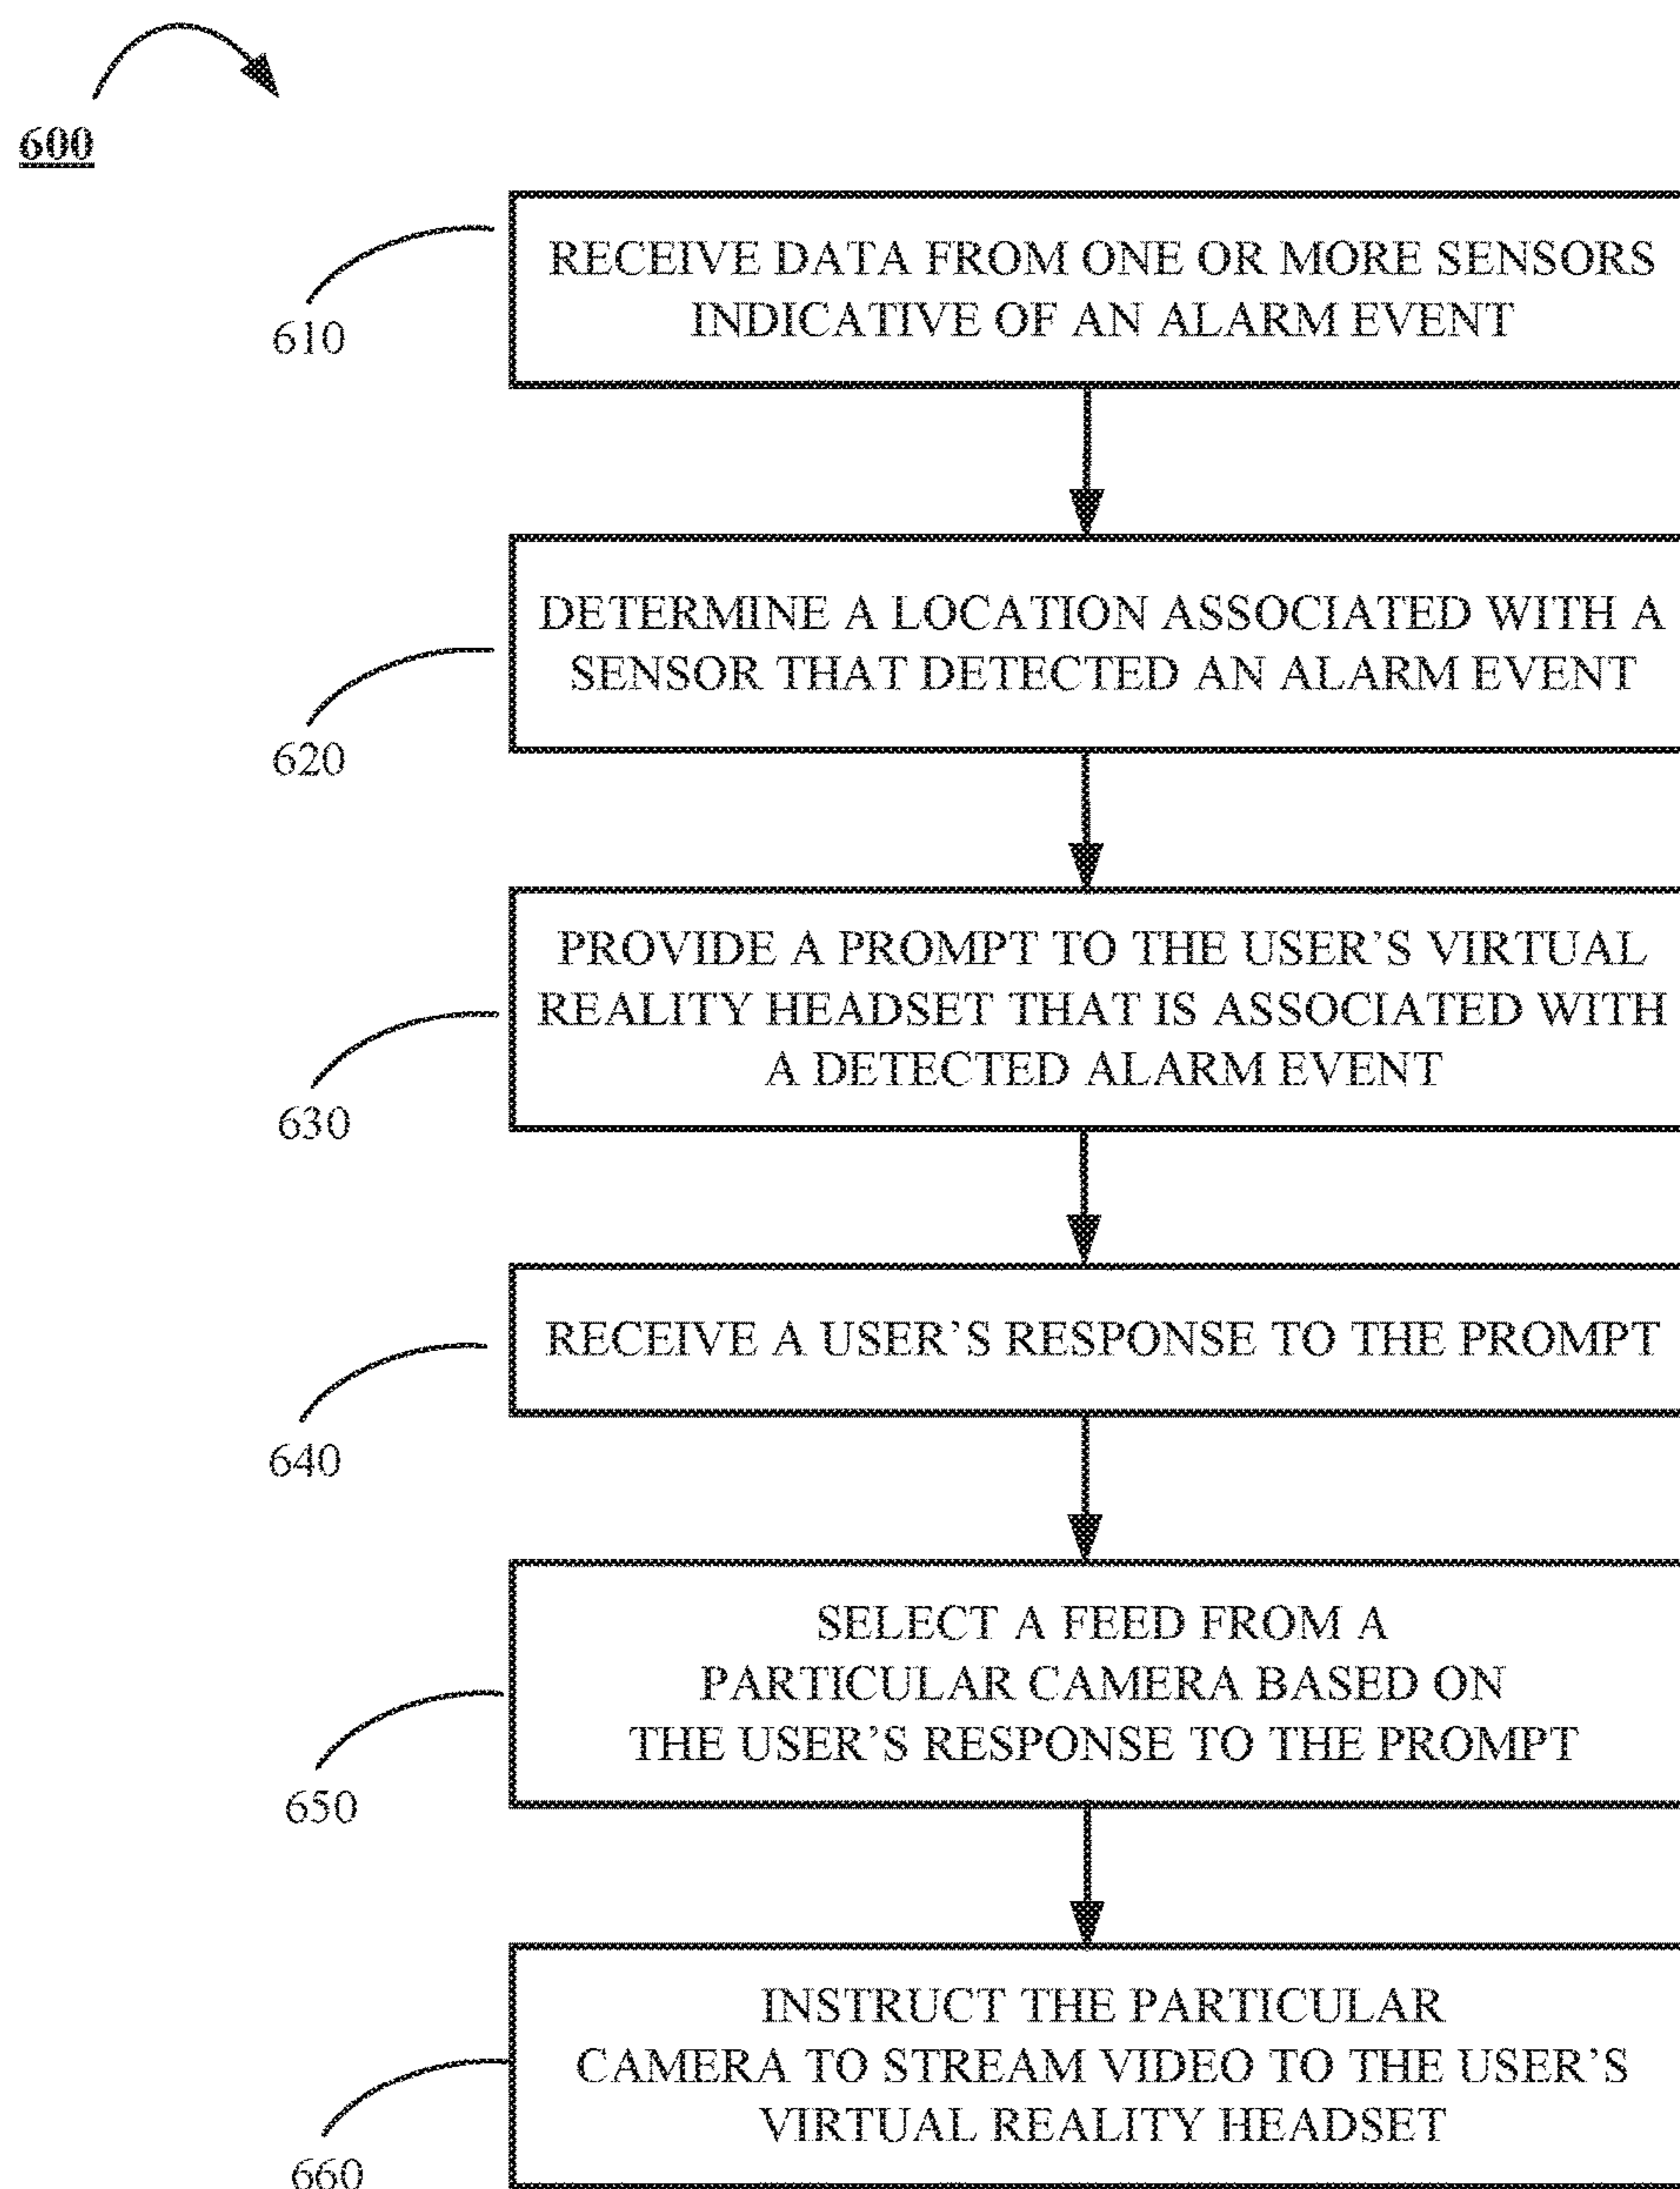 600
RECEIVE DATA FROM ONE OR MORE SENSORS
INDICATIVE OF AN ALARM EVENT
610
DETERMINE A LOCATION ASSOCIATED WITH A
SENSOR THAT DETECTED AN ALARM EVENT
620
PROVIDE A PROMPT TO THE USER'S VIRTUAL
REALITY HEADSET THAT IS ASSOCIATED WITH
A DETECTED ALARM EVENT
630
RECEIVE A USER'S RESPONSE TO THE PROMPT
640
SELECT A FEED FROM A
PARTICULAR CAMERA BASED ON
THE USER'S RESPONSE TO THE PROMPT
650
INSTRUCT THE PARTICULAR
CAMERA TO STREAM VIDEO TO THE USER'S
VIRTUAL REALITY HEADSET
660